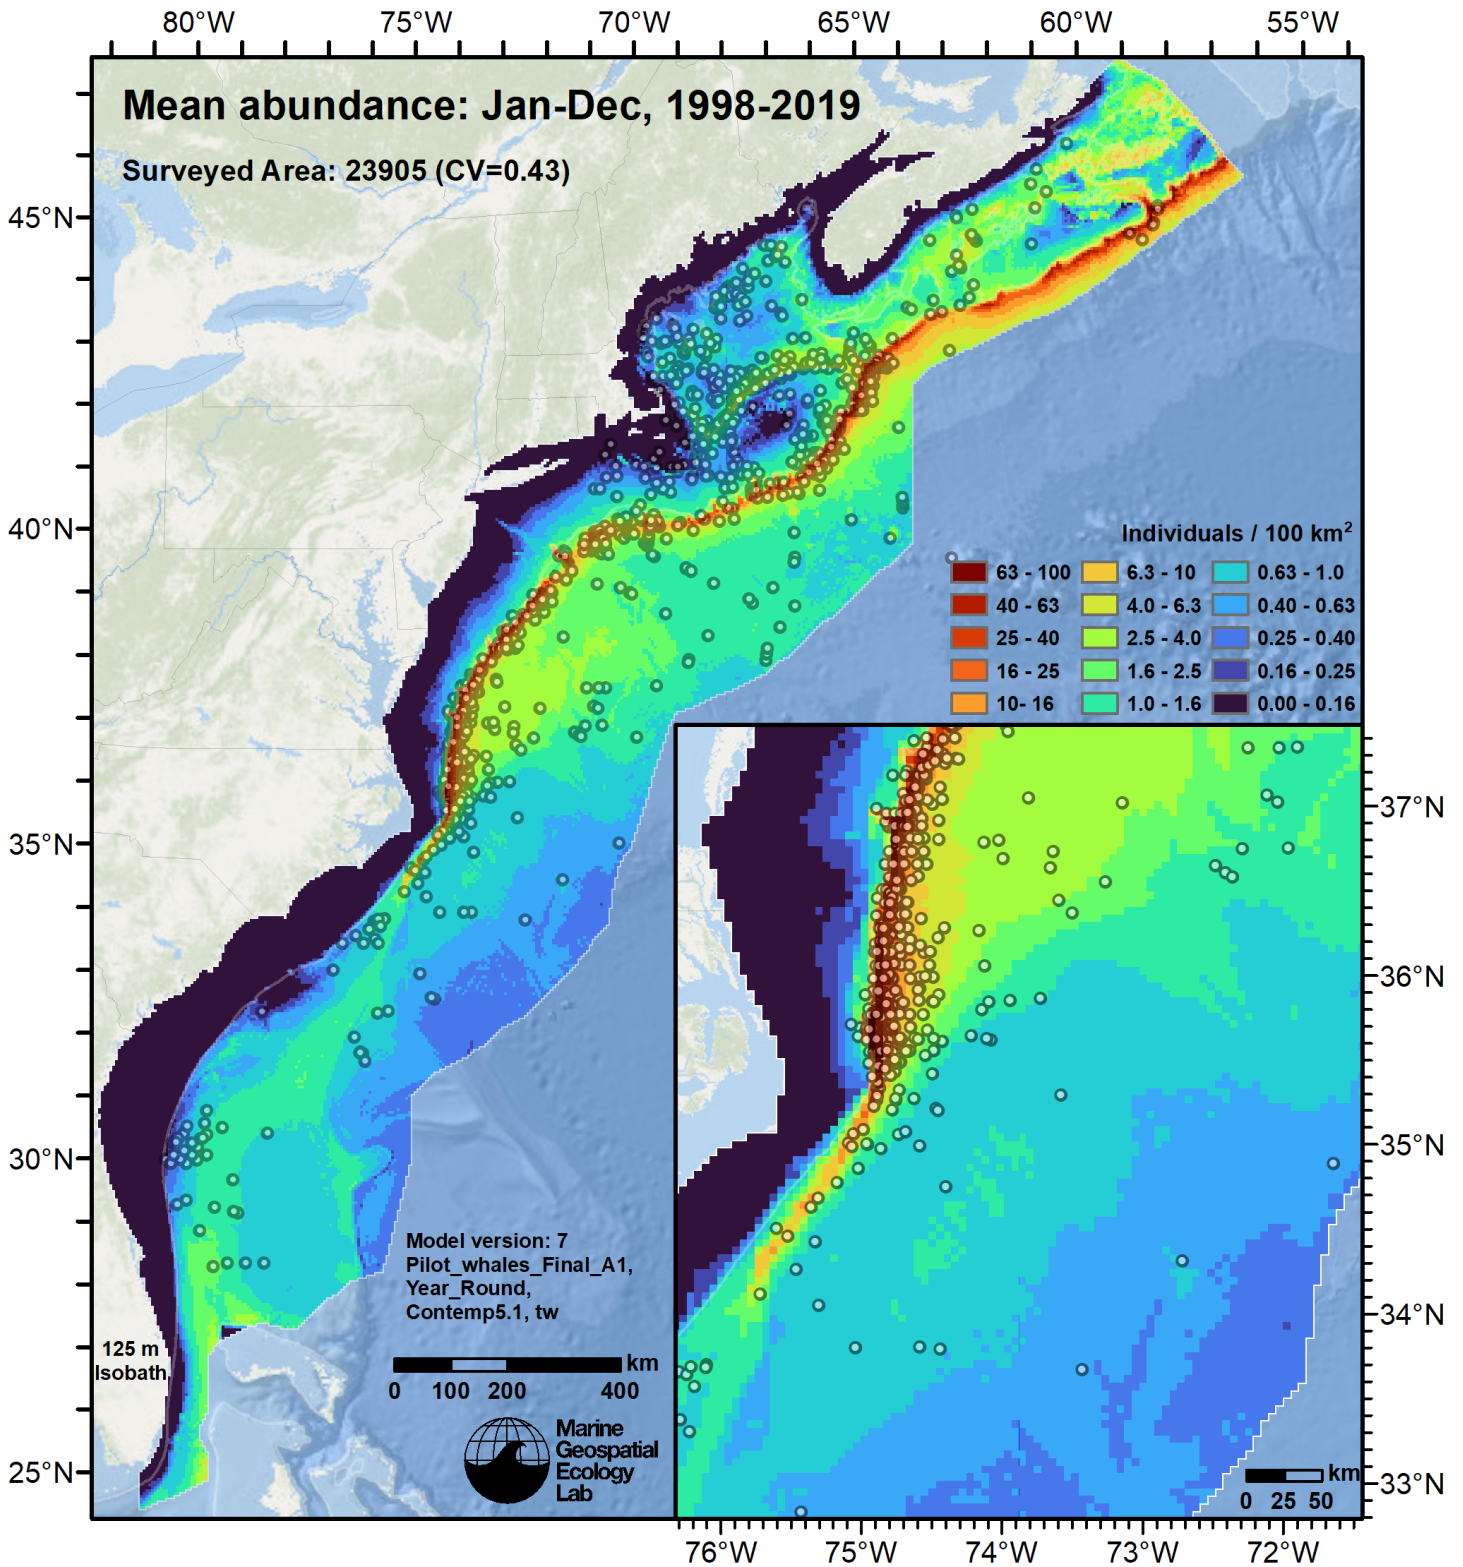 80°W 75°W 70°W 65°W 60°W 55°W
Mean abundance: Jan-Dec, 1998-2019
Surveyed Area: 23905 (CV=0.43)
45°N
40°N
35°N
30°N
25°N
Individuals / 100 km²
63 - 100 6.3 - 10 0.63 - 1.0
40 - 63 4.0 - 6.3 0.40 - 0.63
25 - 40 2.5 - 4.0 0.25 - 0.40
16 - 25 1.6 - 2.5 0.16 - 0.25
10- 16 1.0 - 1.6 0.00 - 0.16
37°N
36°N
35°N
34°N
33°N
Model version: 7
Pilot_whales_Final_A1,
Year_Round,
Contemp5.1, tw
125 m
Isobath
km
0 100 200 400
Marine
Geospatial
Ecology
Lab
km
0 25 50
76°W 75°W 74°W 73°W 72°W